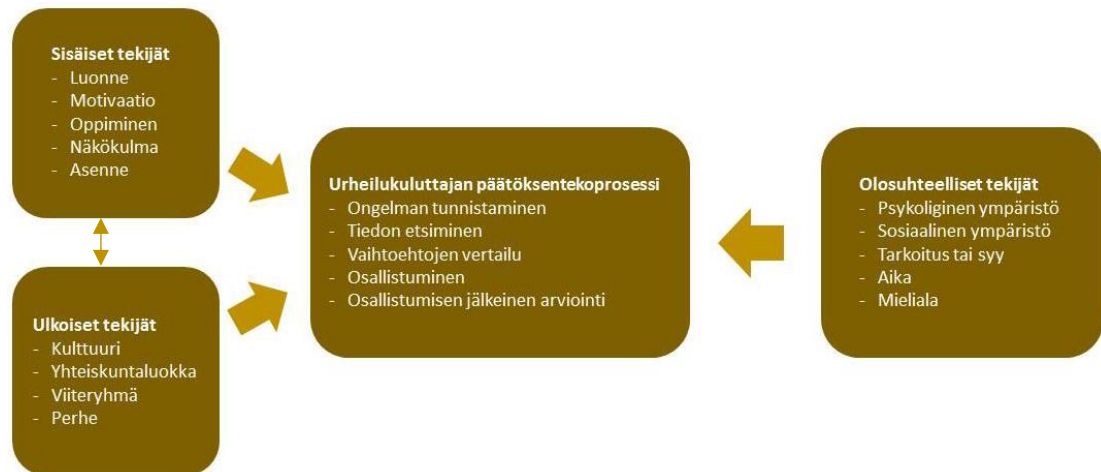 Sisäiset tekijät
- Luonne
- Motivaatio
- Oppiminen
- Näkökulma
- Asenne
Ulkoiset tekijät
- Kulttuuri
- Yhteiskuntaluokka
- Viiteryhmä
- Perhe
Urheilukuluttajan päätöksentekoprosessi
- Ongelman tunnistaminen
- Tiedon etsiminen
- Vaihtoehtojen vertailu
- Osallistuminen
- Osallistumisen jälkeinen arviointi
Olosuhteelliset tekijät
- Psykoliginen ympäristö
- Sosiaalinen ympäristö
- Tarkoitus tai syy
- Aika
- Mieliala